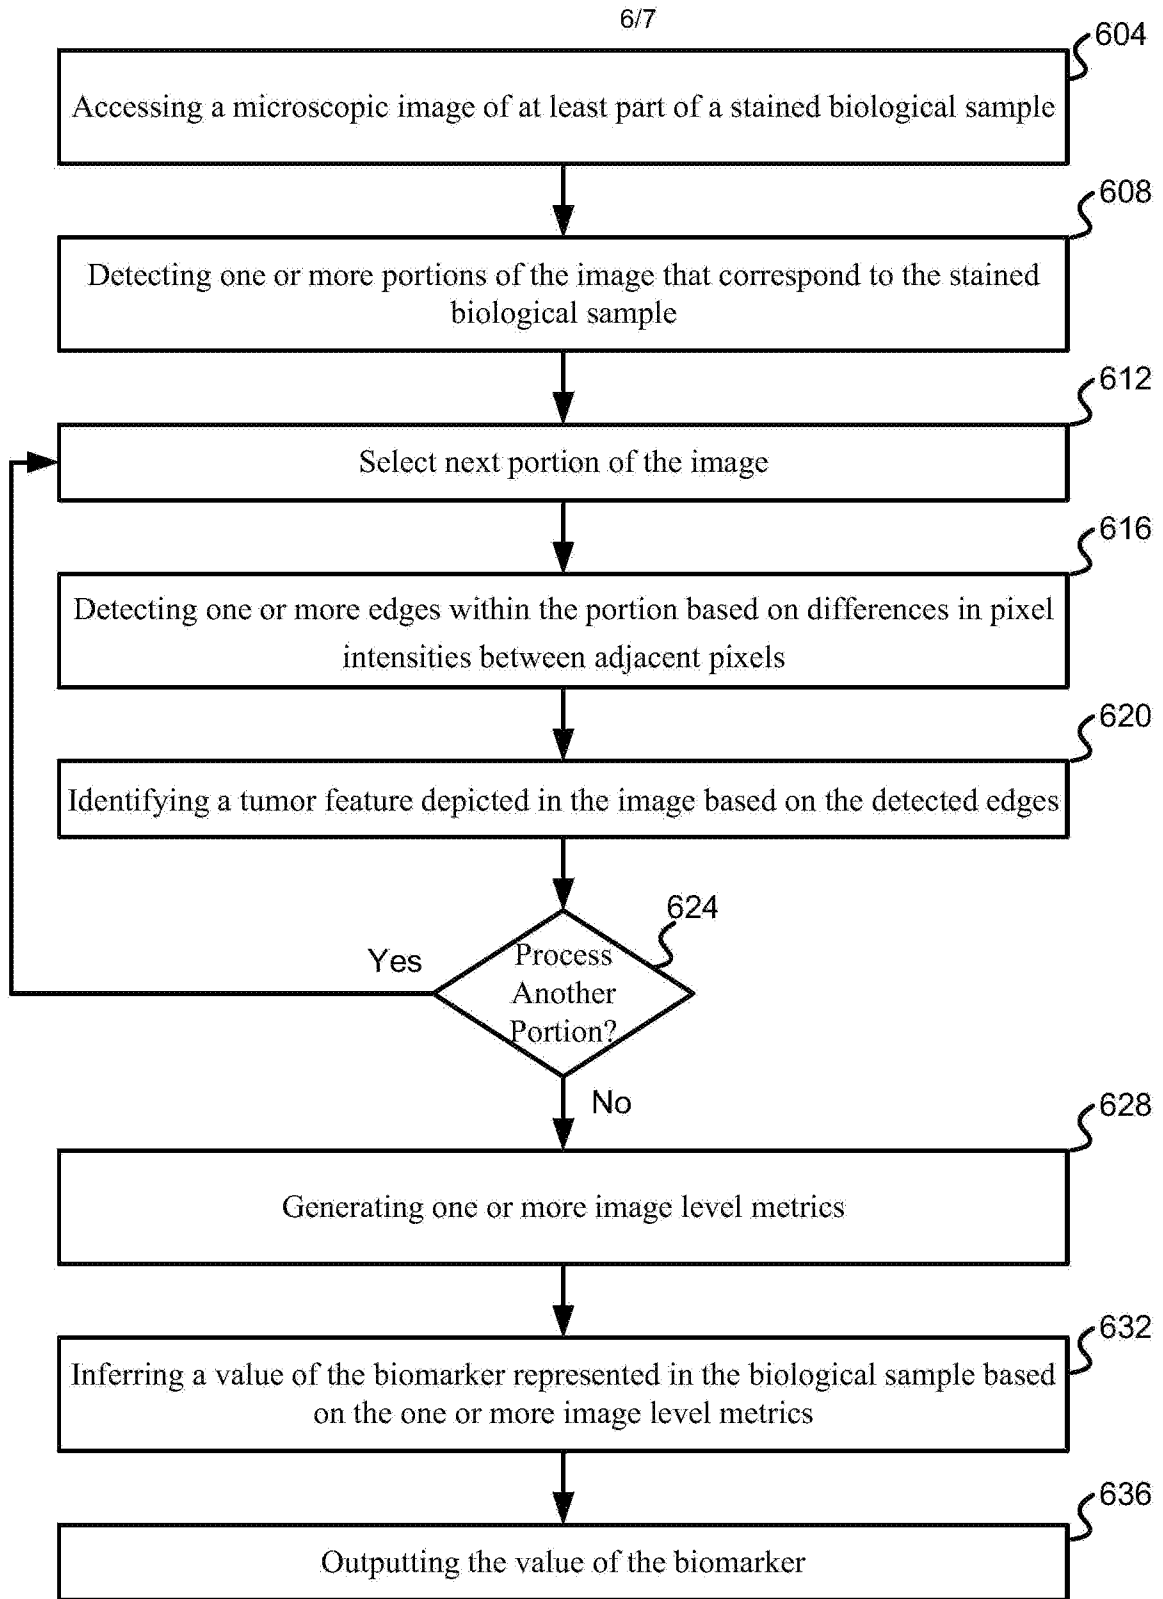 6/7
604
Accessing a microscopic image of at least part of a stained biological sample
608
Detecting one or more portions of the image that correspond to the stained
biological sample
612
Select next portion of the image
616
Detecting one or more edges within the portion based on differences in pixel
intensities between adjacent pixels
620
Identifying a tumor feature depicted in the image based on the detected edges
624
Yes
Process
Another
Portion?
No
628
Generating one or more image level metrics
632
Inferring a value of the biomarker represented in the biological sample based
on the one or more image level metrics
636
Outputting the value of the biomarker